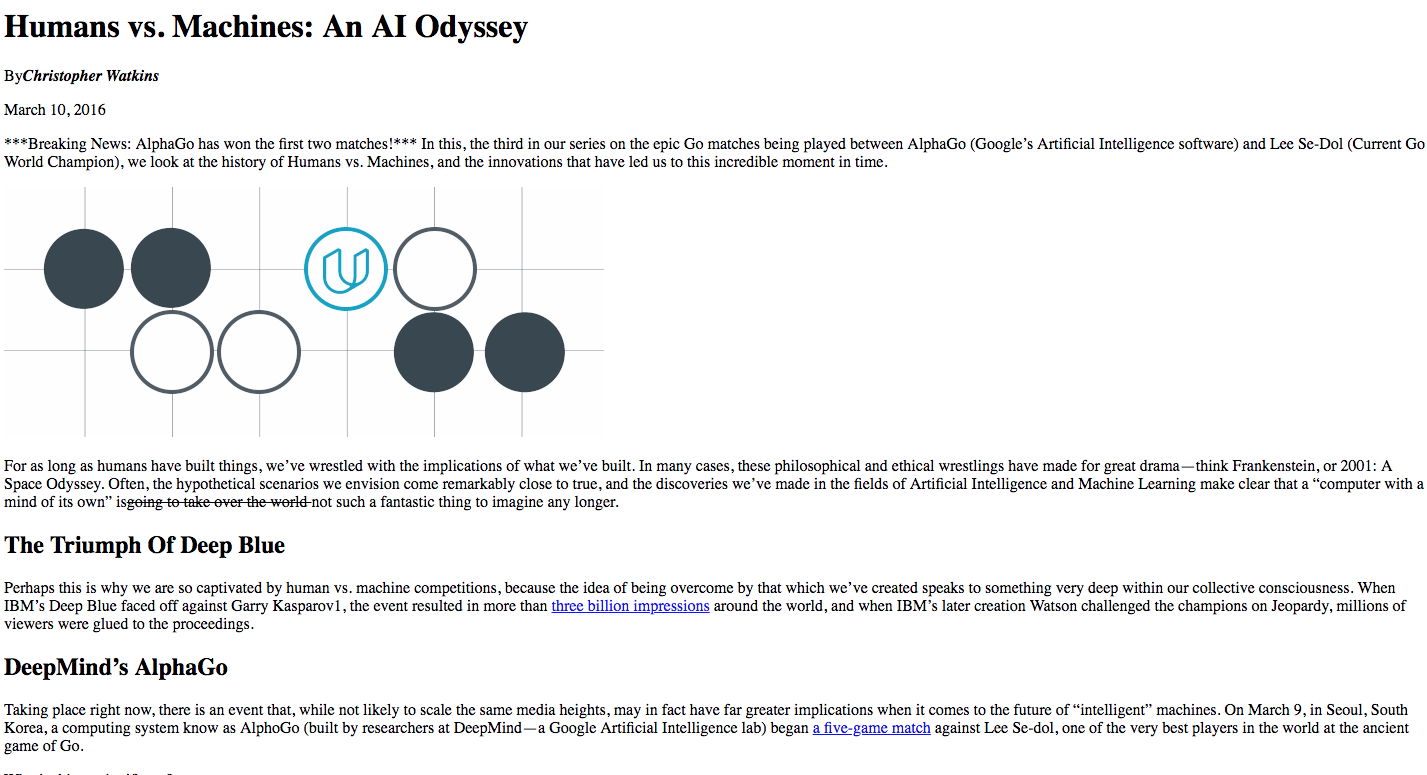 Humans vs. Machines: An AI Odyssey
ByChristopher Watkins
March 10, 2016
***Breaking News: AlphaGo has won the first two matches!*** In this, the third in our series on the epic Go matches being played between AlphaGo (Google’s Artificial Intelligence software) and Lee Se-Dol (Current Go
World Champion), we look at the history of Humans vs. Machines, and the innovations that have led us to this incredible moment in time.
For as long as humans have built things, we’ve wrestled with the implications of what we’ve built. In many cases, these philosophical and ethical wrestlings have made for great drama—think Frankenstein, or 2001: A
Space Odyssey. Often, the hypothetical scenarios we envision come remarkably close to true, and the discoveries we’ve made in the fields of Artificial Intelligence and Machine Learning make clear that a “computer with a
mind of its own” isgoing to take over the world not such a fantastic thing to imagine any longer.
The Triumph Of Deep Blue
Perhaps this is why we are so captivated by human vs. machine competitions, because the idea of being overcome by that which we’ve created speaks to something very deep within our collective consciousness. When
IBM’s Deep Blue faced off against Garry Kasparov1, the event resulted in more than three billion impressions around the world, and when IBM’s later creation Watson challenged the champions on Jeopardy, millions of
viewers were glued to the proceedings.
DeepMind’s AlphaGo
Taking place right now, there is an event that, while not likely to scale the same media heights, may in fact have far greater implications when it comes to the future of “intelligent” machines. On March 9, in Seoul, South
Korea, a computing system know as AlphoGo (built by researchers at DeepMind—a Google Artificial Intelligence lab) began a five-game match against Lee Se-dol, one of the very best players in the world at the ancient
game of Go.